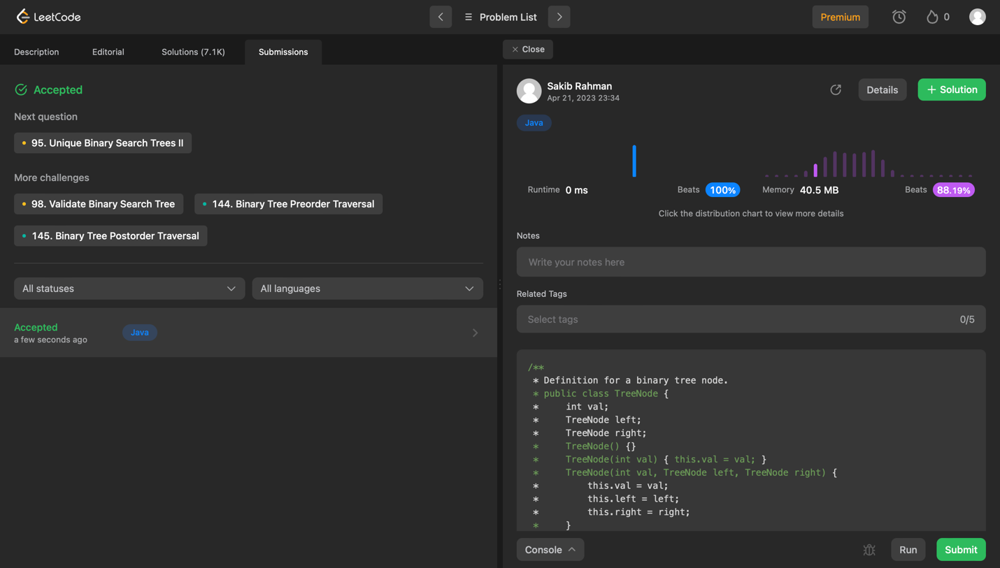 LeetCode
Problem List
Premium
0
Description
Editorial
Solutions (7.1K)
Submissions
Close
Accepted
Next question
95. Unique Binary Search Trees II
More challenges
98. Validate Binary Search Tree
144. Binary Tree Preorder Traversal
145. Binary Tree Postorder Traversal
All statuses
All languages
Accepted
a few seconds ago
Java
Sakib Rahman
Apr 21, 2023 23:34
Details
+ Solution
Java
Runtime 0 ms
Beats 100%
Memory 40.5 MB
Beats 88.19%
Click the distribution chart to view more details
Notes
Write your notes here
Related Tags
Select tags
0/5
/**
 * Definition for a binary tree node.
 * public class TreeNode {
 *     int val;
 *     TreeNode left;
 *     TreeNode right;
 *     TreeNode() {}
 *     TreeNode(int val) { this.val = val; }
 *     TreeNode(int val, TreeNode left, TreeNode right) {
 *         this.val = val;
 *         this.left = left;
 *         this.right = right;
 *     }
Console
Run
Submit